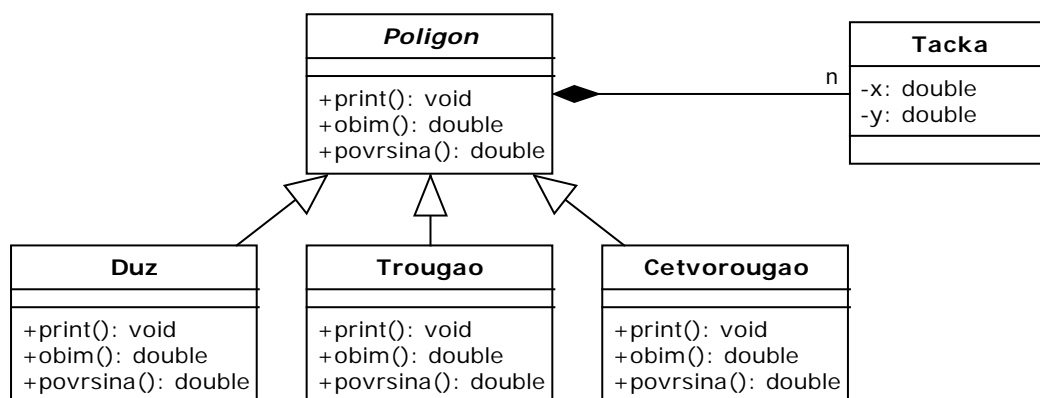 Poligon
+print(): void
+obim(): double
+povrsina(): double
n
Tacka
-x: double
-y: double
Duz
+print(): void
+obim(): double
+povrsina(): double
Trougao
+print(): void
+obim(): double
+povrsina(): double
Cetvorougao
+print(): void
+obim(): double
+povrsina(): double